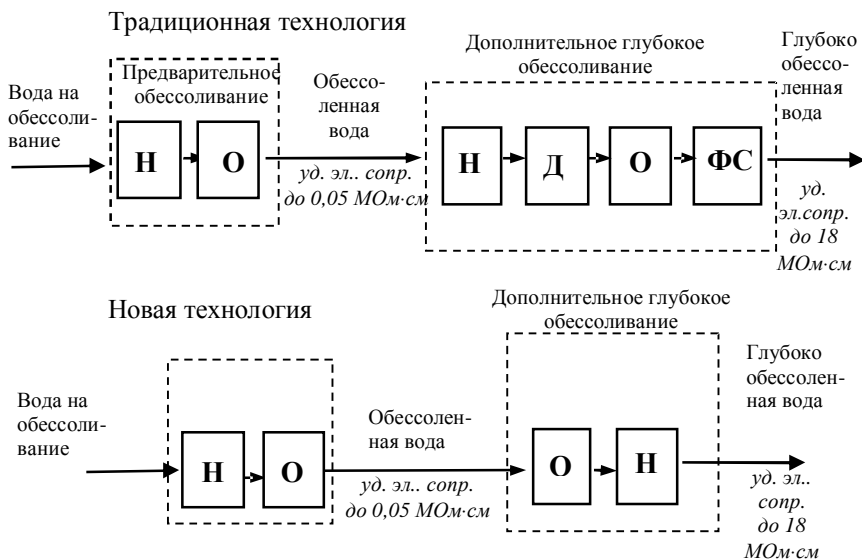 Традиционная технология
Предварительное
обессоливание
Дополнительное глубокое
обессоливание
Глубоко
обессо-
ленная
вода
Вода на
обессоли-
вание
Обессо-
ленная
вода
Н
О
Н
Д
О
ФС
уд. эл.. сопр.
до 0,05 МОм·см
уд.
эл.сопр.
до 18
МОм·см
Новая технология
Дополнительное глубокое
обессоливание
Глубоко
обессолен-
ная вода
Вода на
обессоли-
вание
Обессолен-
ная вода
Н
О
О
Н
уд. эл.. сопр.
до 0,05 МОм·см
уд. эл..
сопр.
до 18
МОм·см